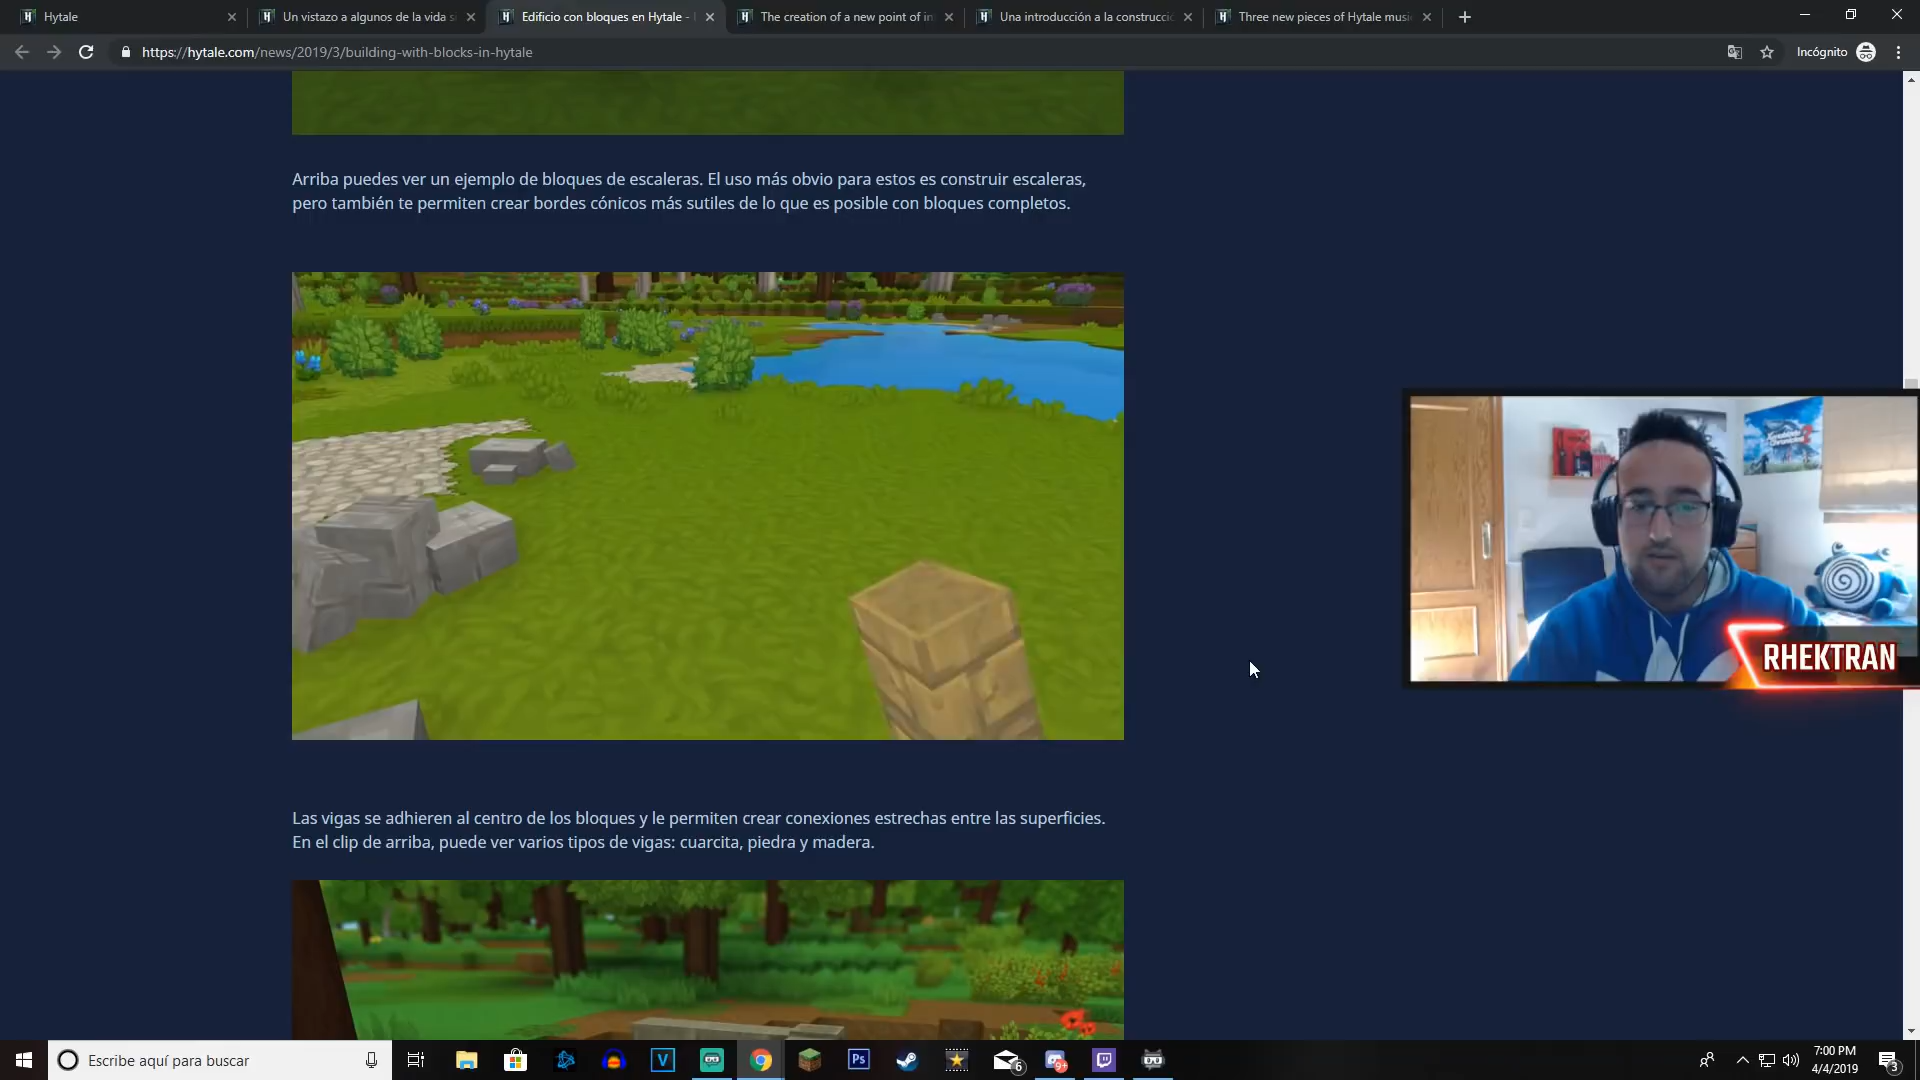 Hytale
Un vistazo a algunos de la vida s
Edificio con bloques en Hytale -
The creation of a new point of in
Una introducción a la construcci
Three new pieces of Hytale musi
https://hytale.com/news/2019/3/building-with-blocks-in-hytale
Incógnito
Arriba puedes ver un ejemplo de bloques de escaleras. El uso más obvio para estos es construir escaleras,
pero también te permiten crear bordes cónicos más sutiles de lo que es posible con bloques completos.
RHEKTRAN
Las vigas se adhieren al centro de los bloques y le permiten crear conexiones estrechas entre las superficies.
En el clip de arriba, puede ver varios tipos de vigas: cuarcita, piedra y madera.
Escribe aquí para buscar
V
Ps
6
9+
7:00 PM
4/4/2019
3